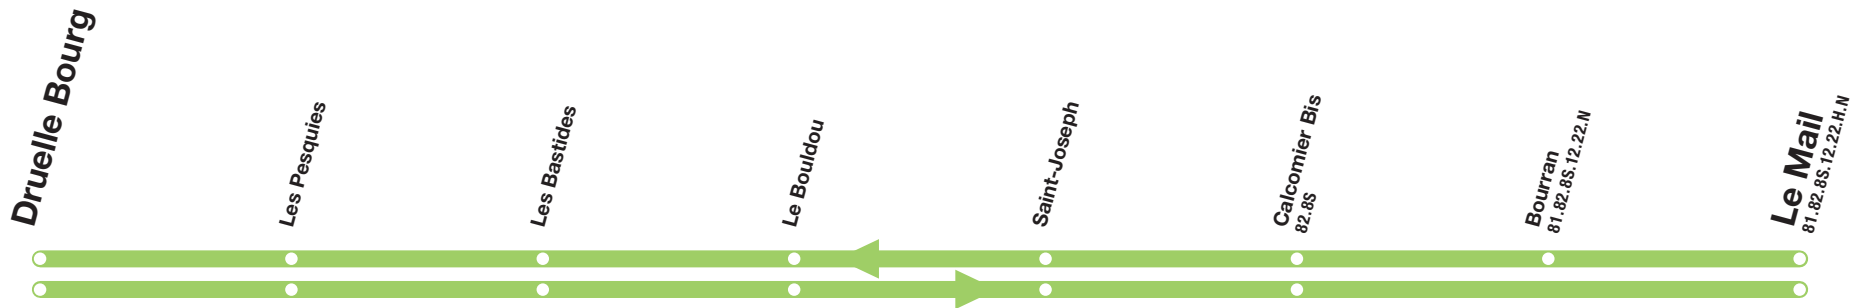 Druelle Bourg
Les Pesquies
Les Bastides
Le Bouldou
Saint-Joseph
Calcomier Bis
82.8S
Bourran
81.82.8S.12.22.N
Le Mail
81.82.8S.12.22.H.N